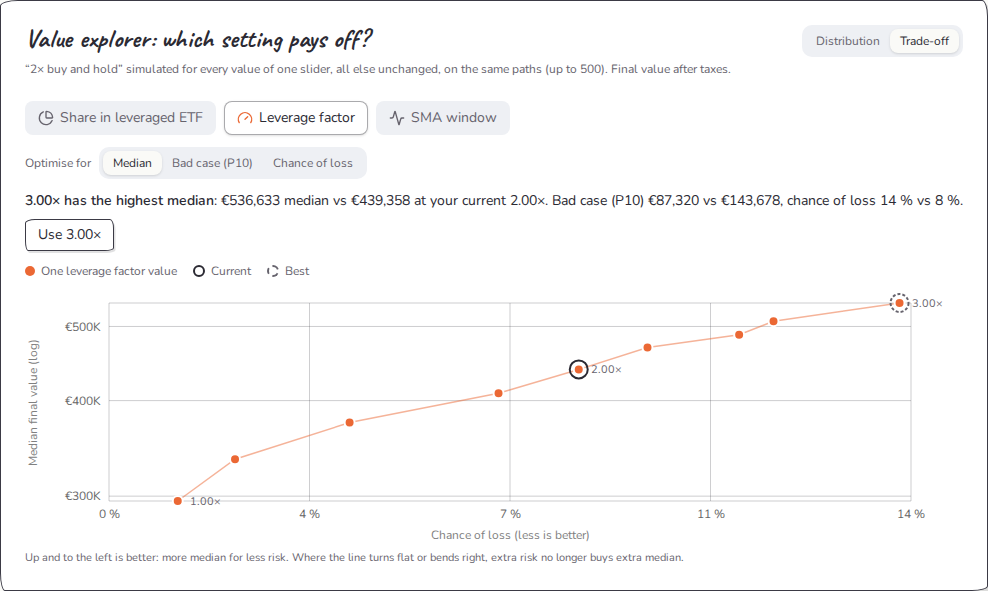 Value explorer: which setting pays off?
Distribution Trade-off
“2× buy and hold” simulated for every value of one slider, all else unchanged, on the same paths (up to 500). Final value after taxes.
Share in leveraged ETF Leverage factor SMA window
Optimise for Median Bad case (P10) Chance of loss
3.00× has the highest median: €536,633 median vs €439,358 at your current 2.00×. Bad case (P10) €87,320 vs €143,678, chance of loss 14 % vs 8 %.
Use 3.00×
One leverage factor value Current Best
3.00×
€500K
2.00×
€400K
Median final value (log)
€300K
1.00×
0 % 4 % 7 % 11 % 14 %
Chance of loss (less is better)
Up and to the left is better: more median for less risk. Where the line turns flat or bends right, extra risk no longer buys extra median.